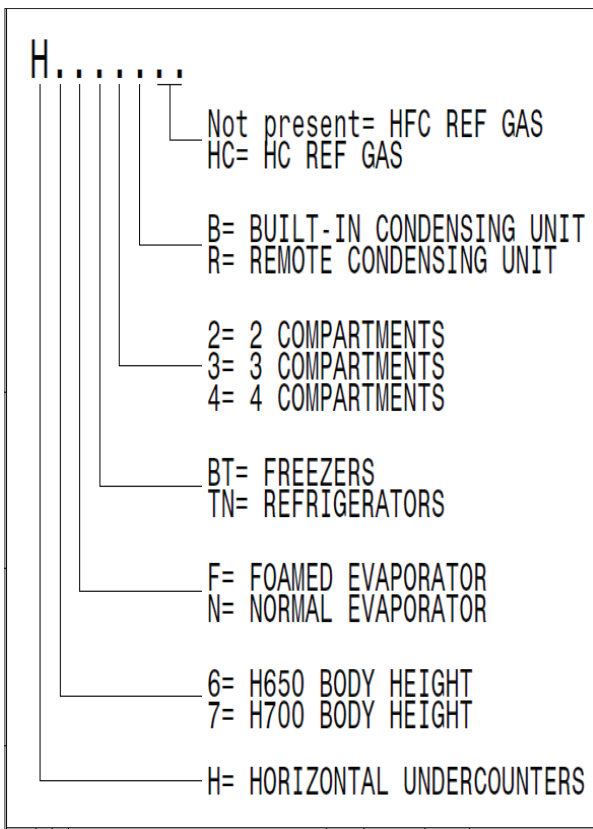 H.......
Not present= HFC REF GAS
HC= HC REF GAS
B= BUILT-IN CONDENSING UNIT
R= REMOTE CONDENSING UNIT
2= 2 COMPARTMENTS
3= 3 COMPARTMENTS
4= 4 COMPARTMENTS
BT= FREEZERS
TN= REFRIGERATORS
F= FOAMED EVAPORATOR
N= NORMAL EVAPORATOR
6= H650 BODY HEIGHT
7= H700 BODY HEIGHT
H= HORIZONTAL UNDERCOUNTERS